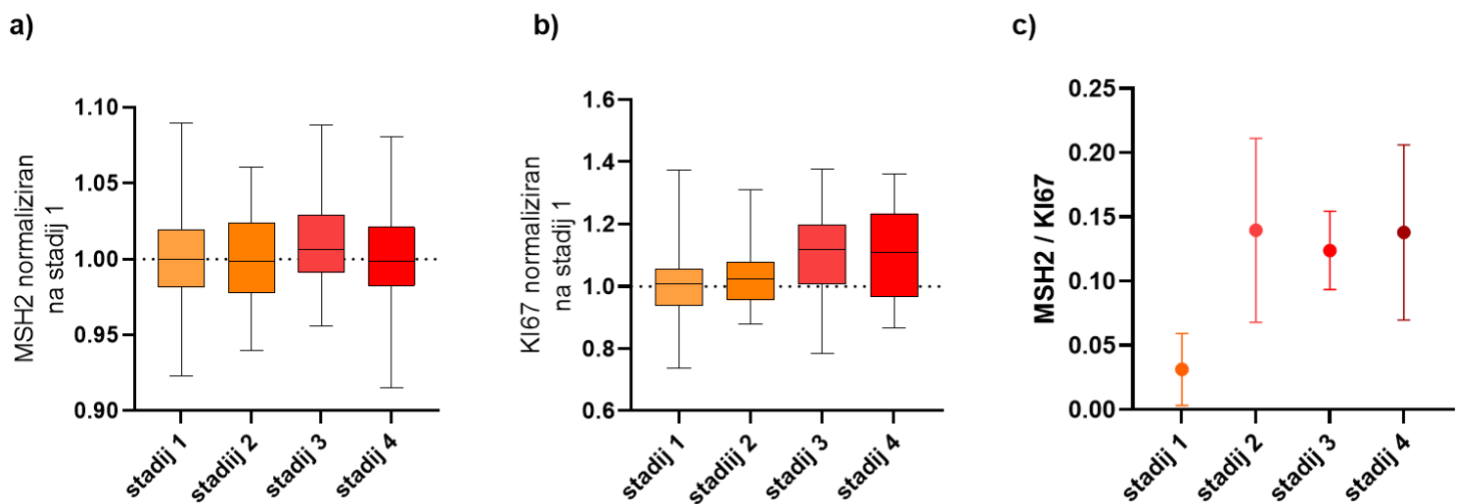 a)
MSH2 normaliziran
na stadij 1
1.10
1.05
1.00
0.95
0.90
stadij 1
stadiij 2
stadij 3
stadij 4
b)
KI67 normaliziran
na stadij 1
1.6
1.4
1.2
1.0
0.8
0.6
stadij 1
stadiij 2
stadij 3
stadij 4
c)
MSH2 / KI67
0.25
0.20
0.15
0.10
0.05
0.00
stadij 1
stadij 2
stadij 3
stadij 4